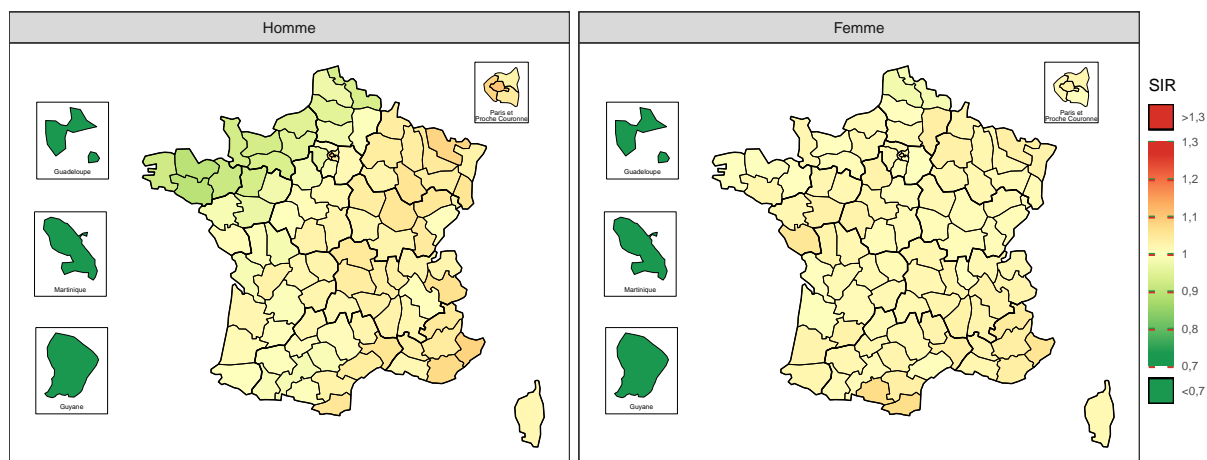 Homme
Paris et
Proche Couronne
Guadeloupe
Martinique
Guyane
Femme
Paris et
Proche Couronne
Guadeloupe
Martinique
Guyane
SIR
>1,3
1,3
1,2
1,1
1
0,9
0,8
0,7
<0,7